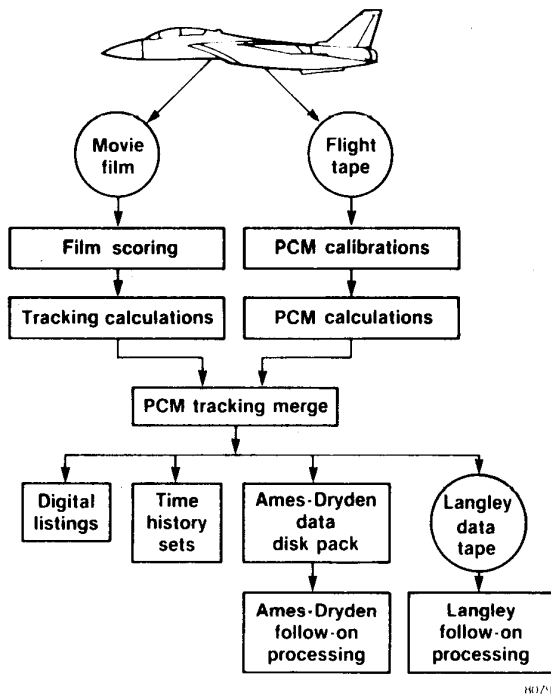 Movie
film
Flight
tape
Film scoring
PCM calibrations
Tracking calculations
PCM calculations
PCM tracking merge
Digital
listings
Time
history
sets
Ames-Dryden
data
disk pack
Langley
data
tape
Ames-Dryden
follow-on
processing
Langley
follow-on
processing